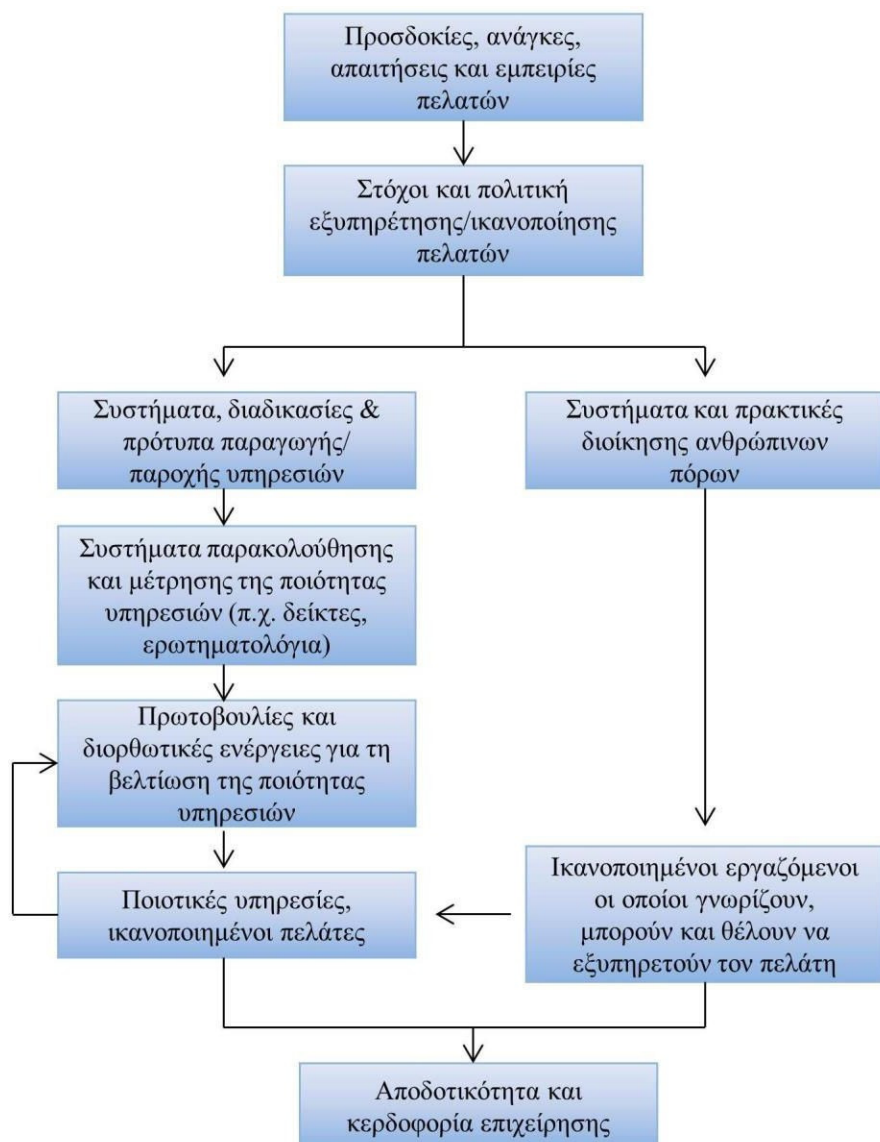 Προσδοκίες, ανάγκες,
απαιτήσεις και εμπειρίες
πελατών
Στόχοι και πολιτική
εξυπηρέτησης/ικανοποίησης
πελατών
Συστήματα, διαδικασίες &
πρότυπα παραγωγής/
παροχής υπηρεσιών
Συστήματα και πρακτικές
διοίκησης ανθρώπινων
πόρων
Συστήματα παρακολούθησης
και μέτρησης της ποιότητας
υπηρεσιών (π.χ. δείκτες,
ερωτηματολόγια)
Πρωτοβουλίες και
διορθωτικές ενέργειες για τη
βελτίωση της ποιότητας
υπηρεσιών
Ποιοτικές υπηρεσίες,
ικανοποιημένοι πελάτες
Ικανοποιημένοι εργαζόμενοι
οι οποίοι γνωρίζουν,
μπορούν και θέλουν να
εξυπηρετούν τον πελάτη
Αποδοτικότητα και
κερδοφορία επιχείρησης